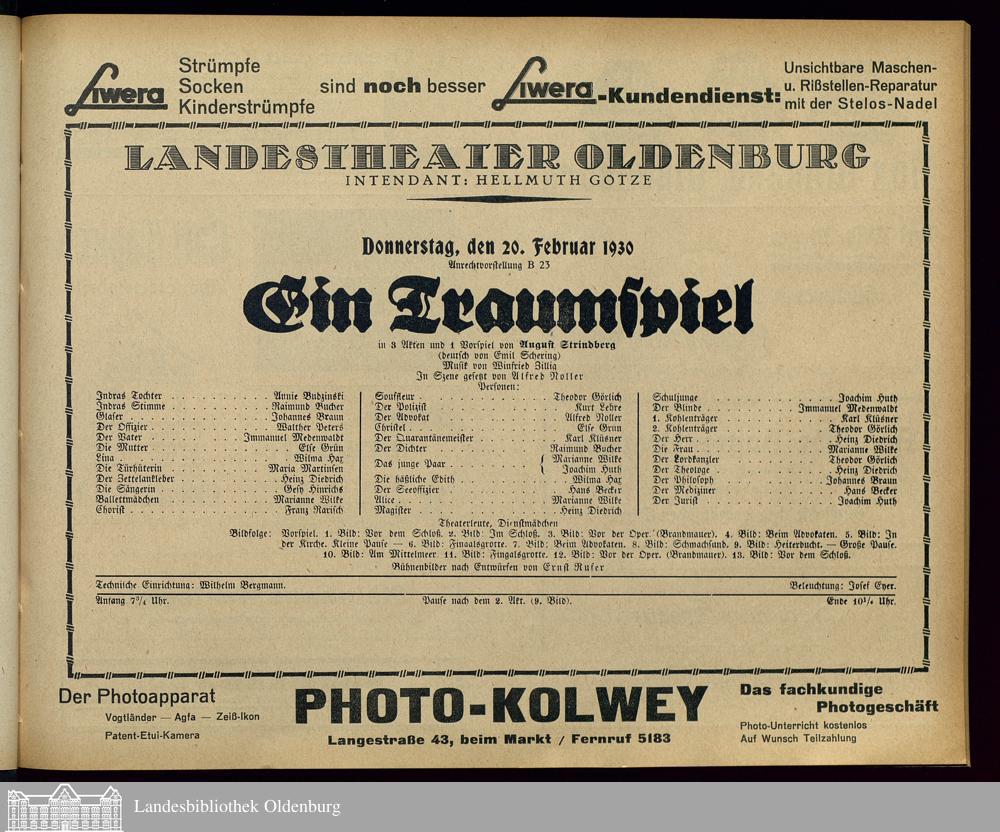 Liwera
Strümpfe
Socken
Kinderstrümpfe
sind noch besser
Liwera-Kundendienst:
Unsichtbare Maschen-
u. Rißstellen-Reparatur
mit der Stelos-Nadel
LANDESTHEATER OLDENBURG
INTENDANT: HELLMUTH GÖTZE
Donnerstag, den 20. Februar 1930
Anrechtvorstellung B 23
Ein Traumspiel
in 3 Akten und 1 Vorspiel von August Strindberg
(deutsch von Emil Schering)
Musik von Winfried Zillig
In Szene gesetzt von Alfred Noller
Personen:
Indras Tochter . . . Annie Budzinski
Indras Stimme . . . Raimund Bucher
Glaser . . . Johannes Braun
Der Offizier . . . Walther Peters
Der Vater . . . Immanuel Medenwaldt
Die Mutter . . . Else Grün
Lina . . . Wilma Hax
Die Türhüterin . . . Maria Martinsen
Der Zettelankleber . . . Heinz Diedrich
Die Sängerin . . . Gesy Hinrichs
Ballettmädchen . . . Marianne Wilke
Chorist . . . Franz Rarisch
Souffleur . . . Theodor Görlich
Der Polizist . . . Kurt Lehre
Der Advokat . . . Alfred Noller
Christel . . . Else Grün
Der Quarantänemeister . . . Karl Klüsner
Der Dichter . . . Raimund Bucher
Das junge Paar . . . { Marianne Wilke
Joachim Huth
Die häßliche Edith . . . Wilma Hax
Der Seeoffizier . . . Hans Becker
Alice . . . Marianne Wilke
Magister . . . Heinz Diedrich
Schuljunge . . . Joachim Huth
Der Blinde . . . Immanuel Medenwaldt
1. Kohlenträger . . . Karl Klüsner
2. Kohlenträger . . . Theodor Görlich
Der Herr . . . Heinz Diedrich
Die Frau . . . Marianne Wilke
Der Lordkanzler . . . Theodor Görlich
Der Theologe . . . Heinz Diedrich
Der Philosoph . . . Johannes Braun
Der Mediziner . . . Hans Becker
Der Jurist . . . Joachim Huth
Theaterleute, Dienstmädchen
Bildfolge: Vorspiel. 1. Bild: Vor dem Schloß. 2. Bild: Im Schloß. 3. Bild: Vor der Oper. (Brandmauer). 4. Bild: Beim Advokaten. 5. Bild: In
der Kirche. Kleine Pause — 6. Bild: Fingalsgrotte. 7. Bild: Beim Advokaten. 8. Bild: Schmachsund. 9. Bild: Heiterbucht. — Große Pause.
10. Bild: Am Mittelmeer. 11. Bild: Fingalsgrotte. 12. Bild: Vor der Oper. (Brandmauer). 13. Bild: Vor dem Schloß.
Bühnenbilder nach Entwürfen von Ernst Rufer
Technische Einrichtung: Wilhelm Bergmann.
Beleuchtung: Josef Eyer.
Anfang 7³/₄ Uhr.
Pause nach dem 2. Akt. (9. Bild).
Ende 10¹/₄ Uhr.
Der Photoapparat
Vogtländer — Agfa — Zeiß-Ikon
Patent-Etui-Kamera
PHOTO-KOLWEY
Langestraße 43, beim Markt / Fernruf 5183
Das fachkundige
Photogeschäft
Photo-Unterricht kostenlos
Auf Wunsch Teilzahlung
Landesbibliothek Oldenburg